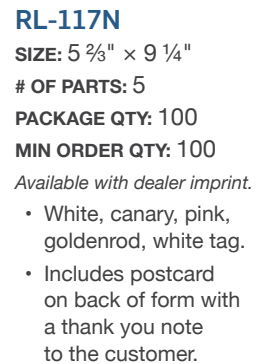 RL-117N
SIZE: 5 ⅔" × 9 ¼"
# OF PARTS: 5
PACKAGE QTY: 100
MIN ORDER QTY: 100
Available with dealer imprint.
• White, canary, pink,
goldenrod, white tag.
• Includes postcard
on back of form with
a thank you note
to the customer.